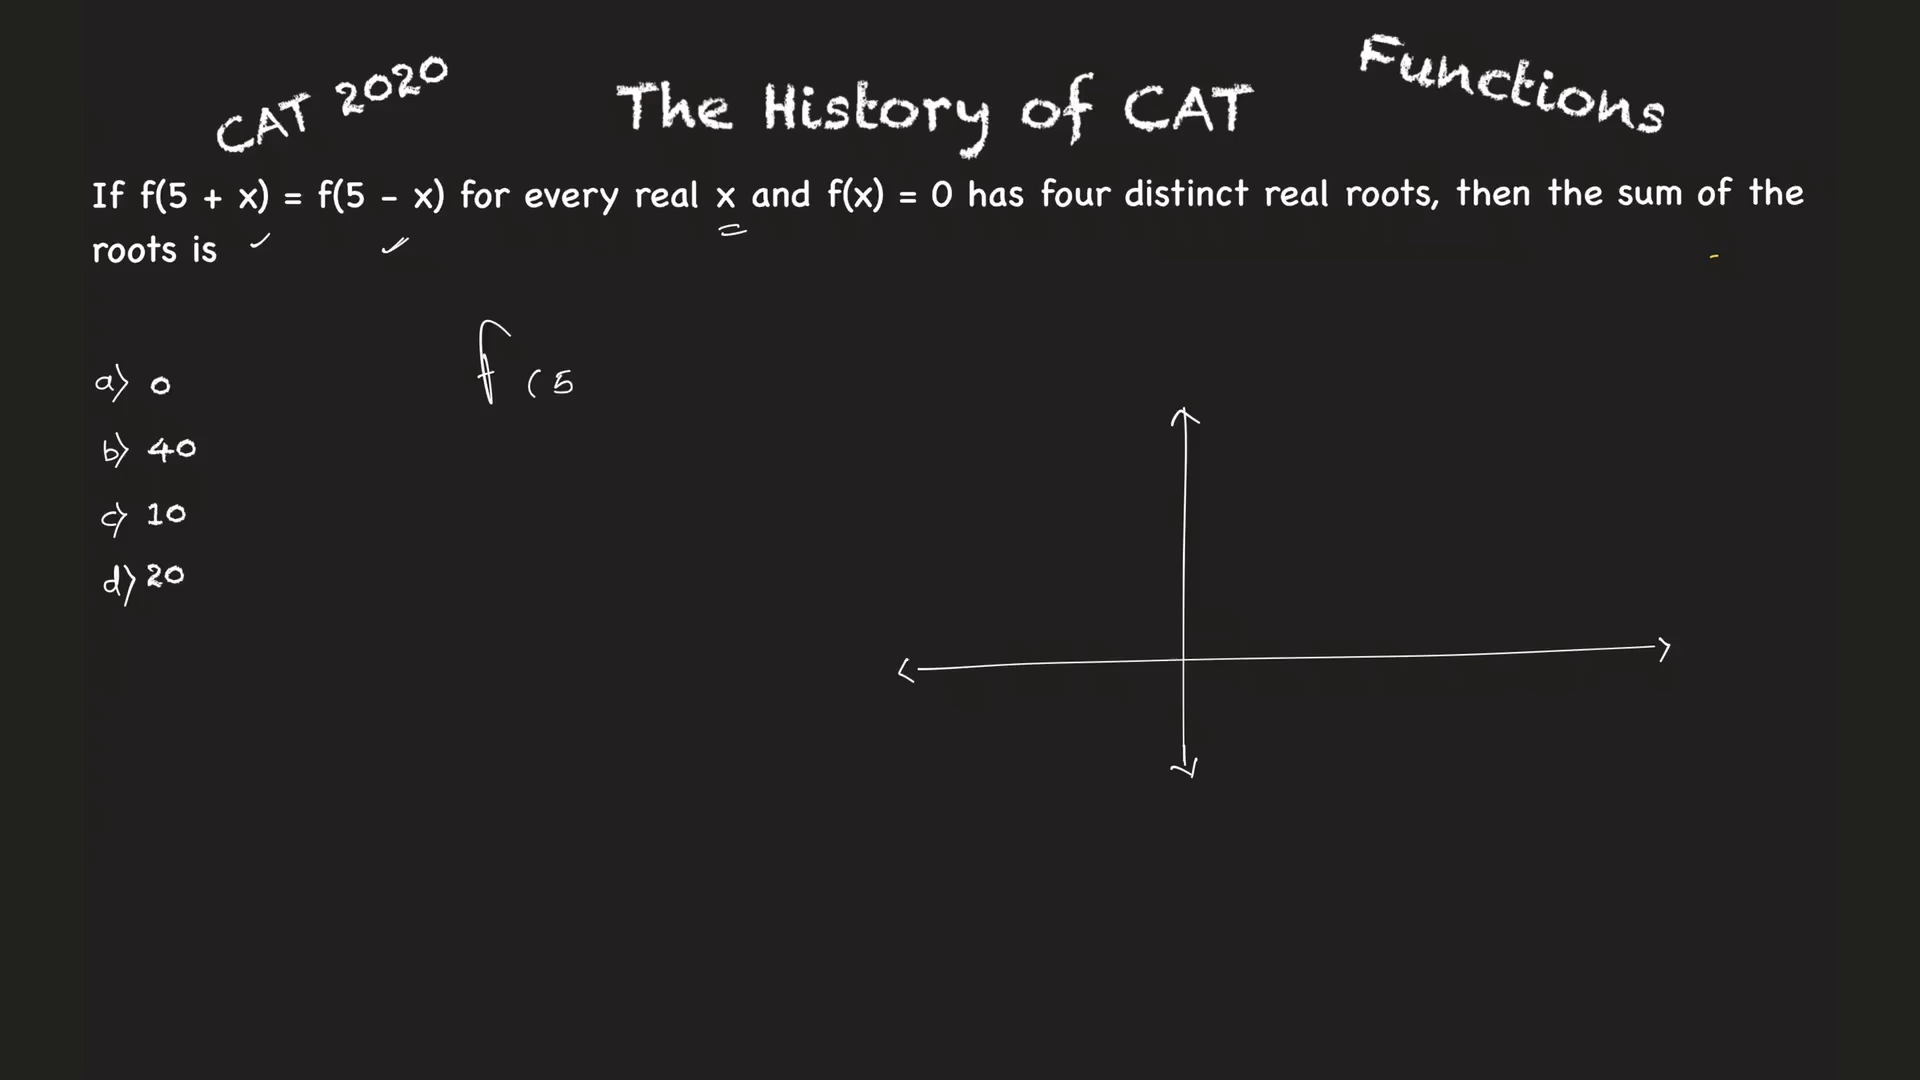 CAT 2020
The History of CAT
Functions
If f(5 + x) = f(5 - x) for every real x and f(x) = 0 has four distinct real roots, then the sum of the
roots is
a) 0
b) 40
c) 10
d) 20
f (5